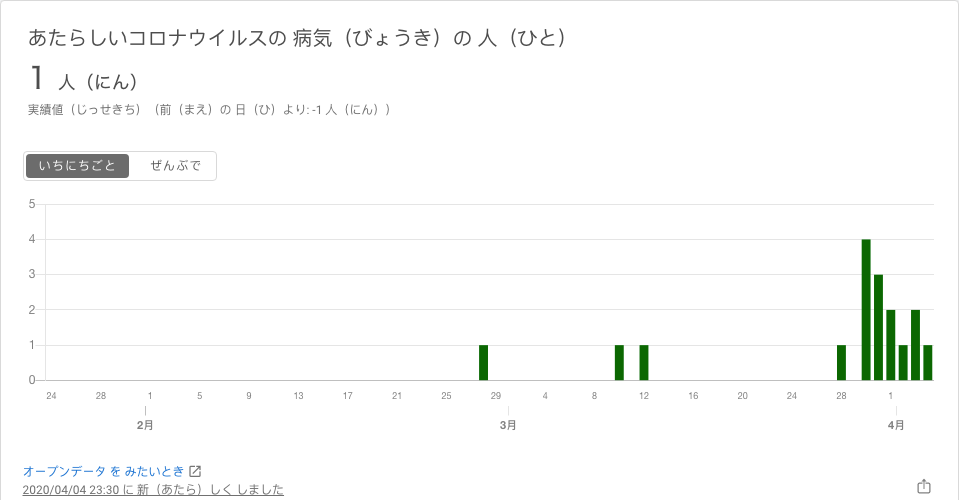 あたらしいコロナウイルスの 病気（びょうき）の 人（ひと）
1 人（にん）
実績値（じっせきち）（前（まえ）の 日（ひ）より: -1 人（にん））
いちにちごと ぜんぶで
5
4
3
2
1
0
24 28 1 5 9 13 17 21 25 29 4 8 12 16 20 24 28 1
2月 3月 4月
オープンデータ を みたいとき
2020/04/04 23:30 に 新（あたら）しく しました